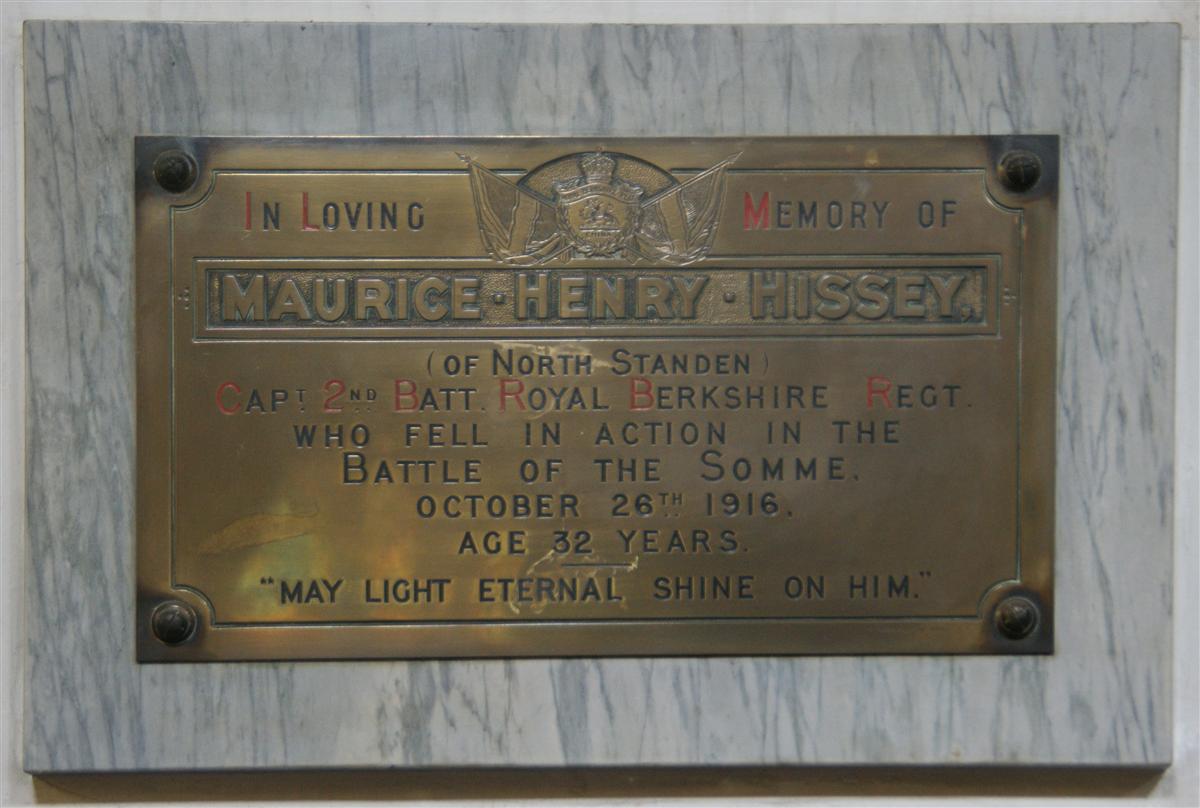 In Loving Memory of
Maurice · Henry · Hissey,
(of North Standen)
Capt. 2nd Batt. Royal Berkshire Regt.
who fell in action in the
Battle of the Somme.
October 26th 1916.
Age 32 years.
"May light eternal shine on him."